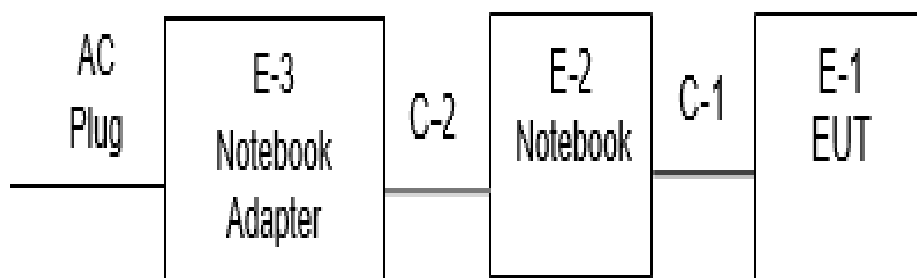 AC
Plug
E-3
Notebook
Adapter
C-2
E-2
Notebook
C-1
E-1
EUT